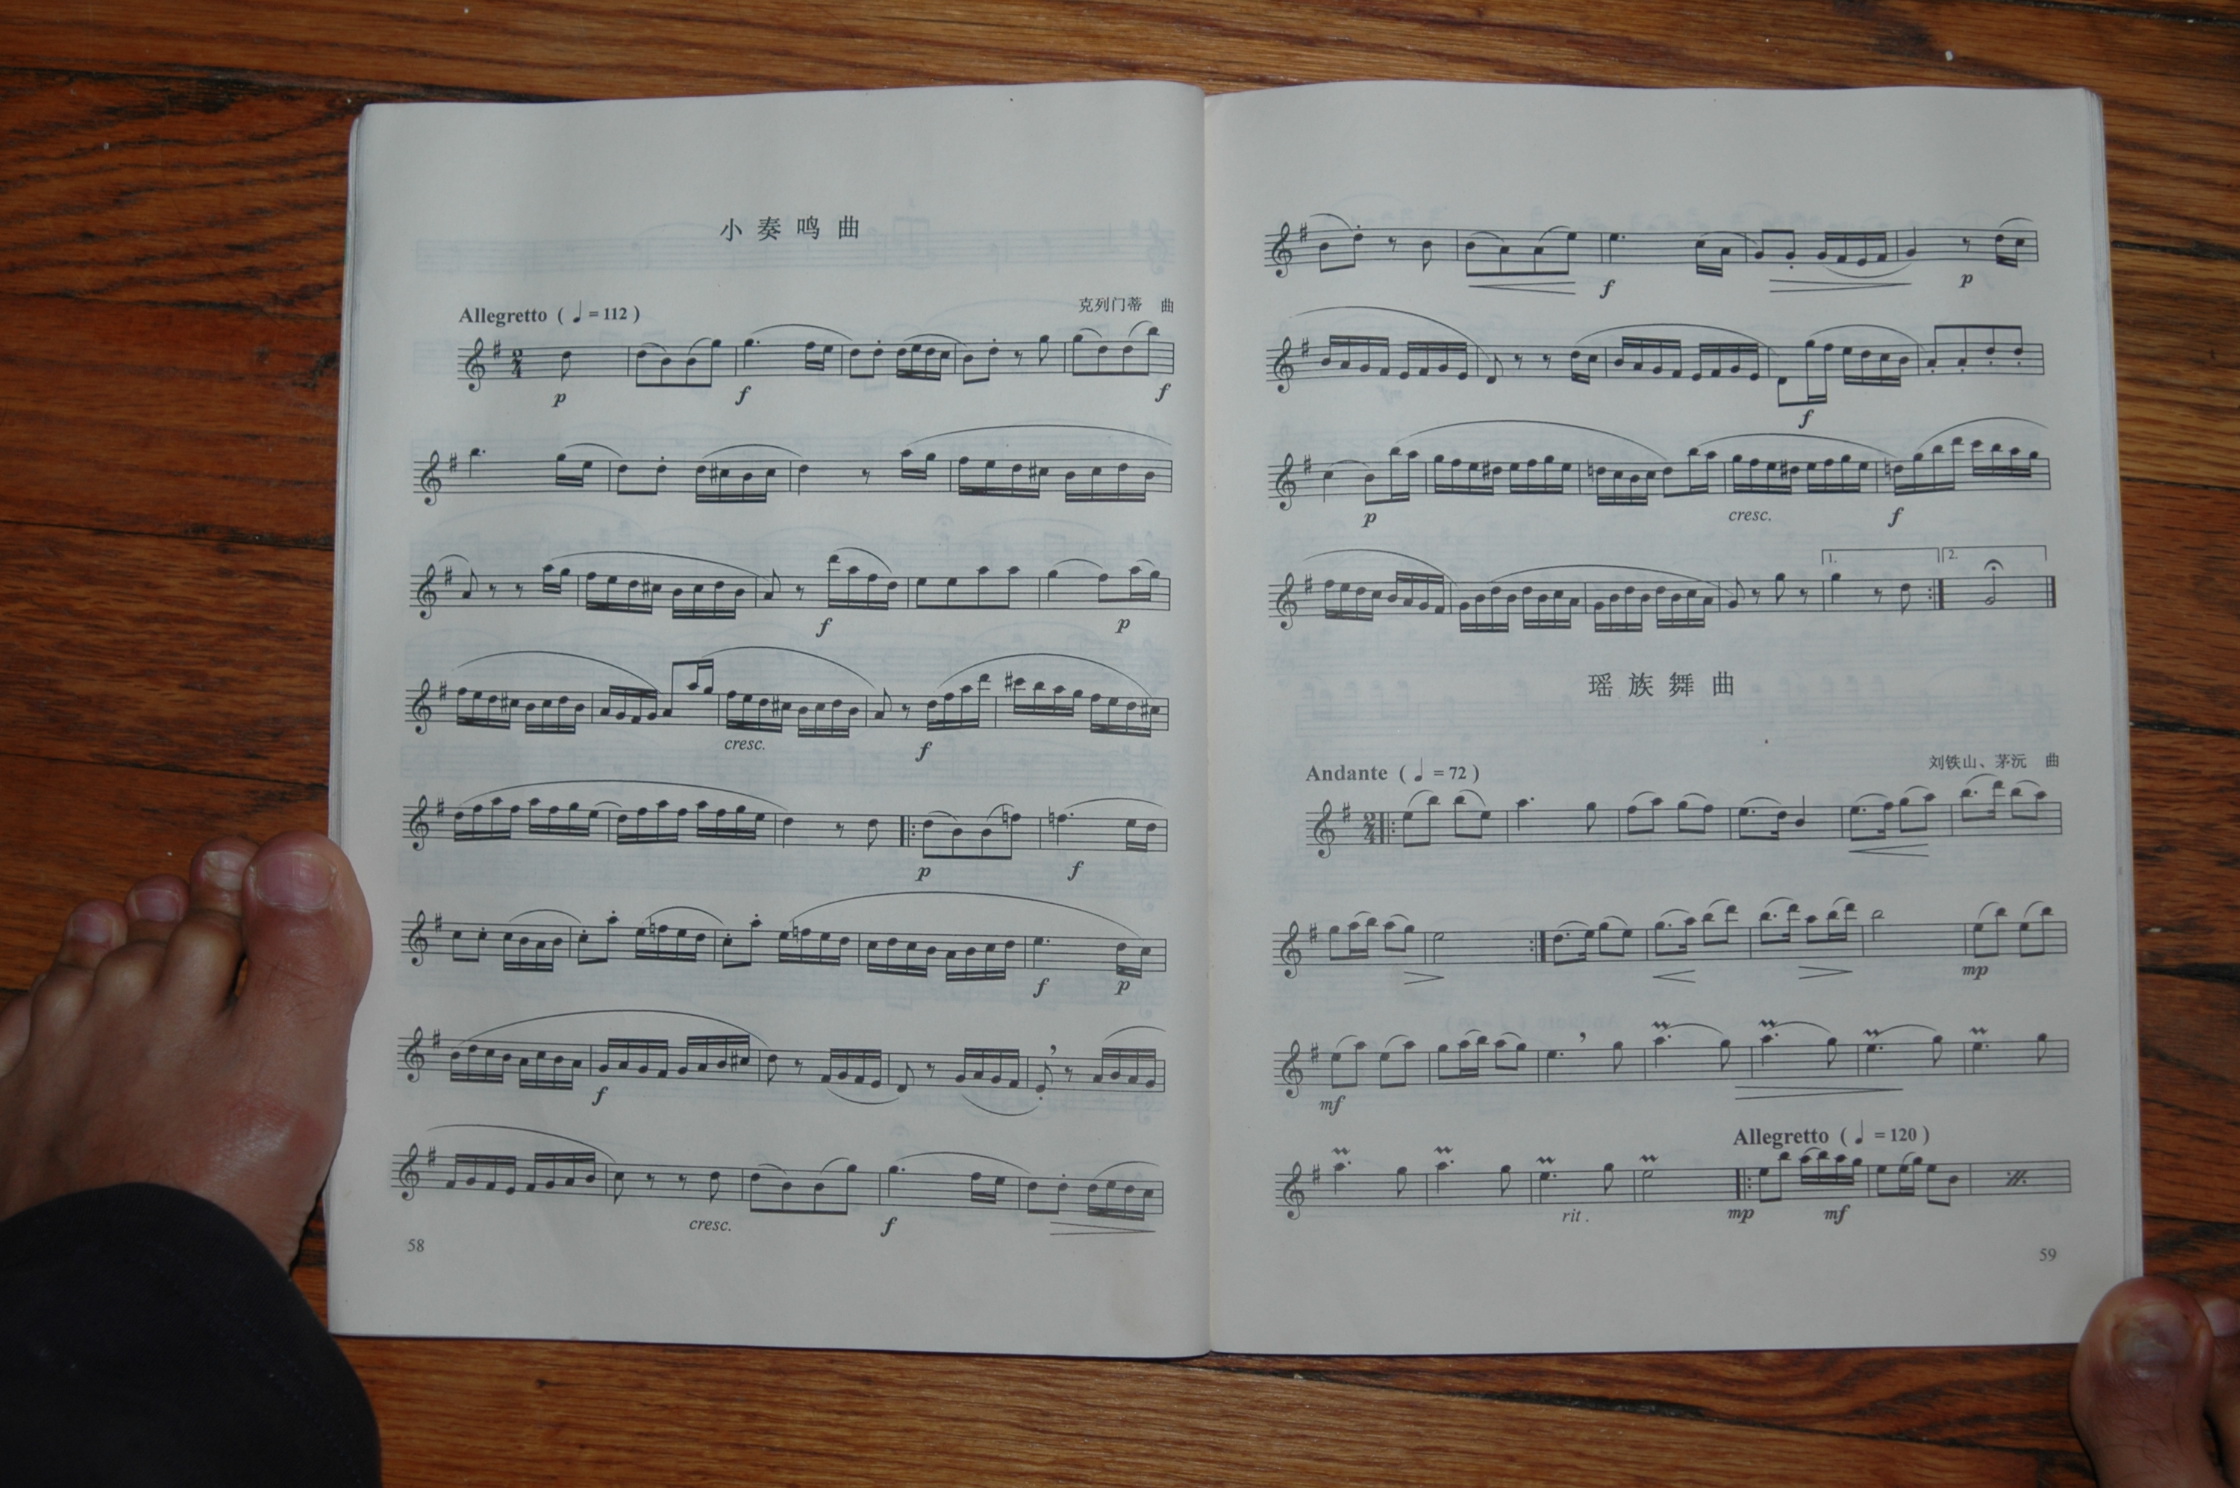 小奏鸣曲
克列门蒂 曲
Allegretto ( ♩ = 112 )
p f f
f p
cresc. f
p f
f p
f
cresc. f
58
f p
f
p cresc. f
1. 2.
瑶族舞曲
刘铁山、茅沅 曲
Andante ( ♩ = 72 )
mp
mf
Allegretto ( ♩ = 120 )
rit. mp mf
59